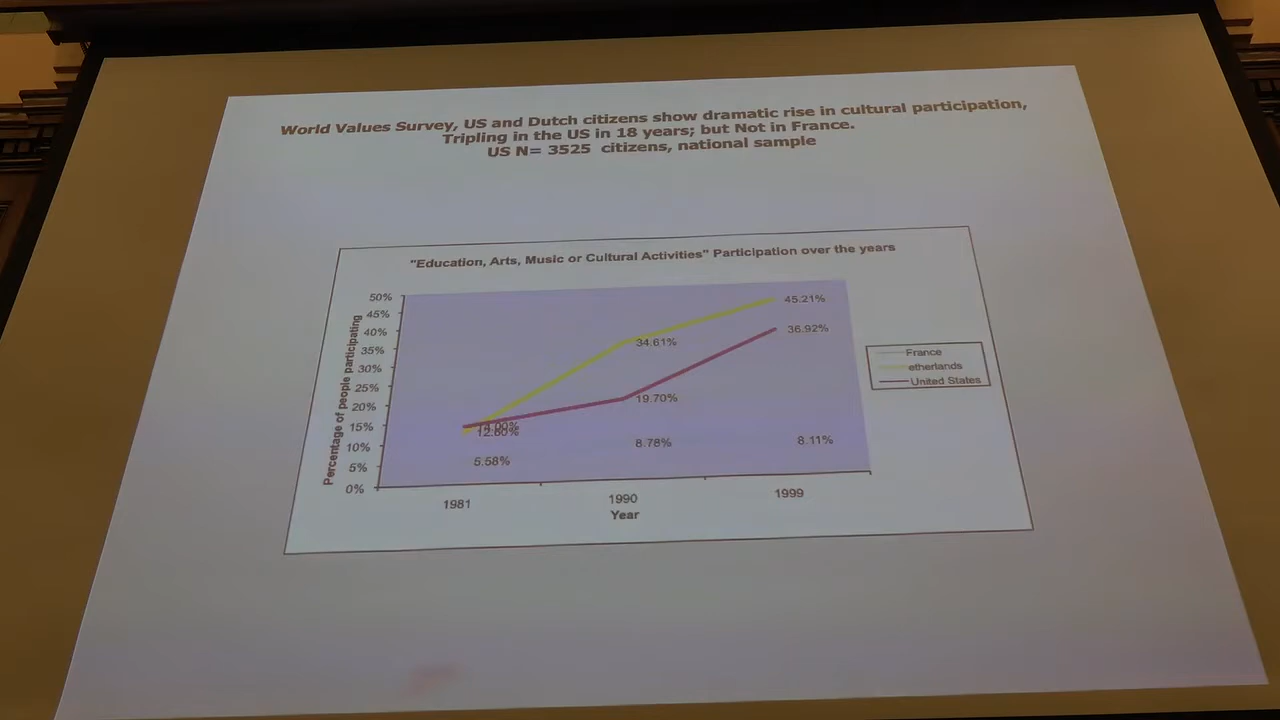 World Values Survey, US and Dutch citizens show dramatic rise in cultural participation,
Tripling in the US in 18 years; but Not in France.
US N= 3525 citizens, national sample
"Education, Arts, Music or Cultural Activities" Participation over the years
Percentage of people participating
50%
45%
40%
35%
30%
25%
20%
15%
10%
5%
0%
45.21%
36.92%
34.61%
19.70%
12.80%
8.78%
8.11%
5.58%
France
etherlands
United States
1981
1990
1999
Year